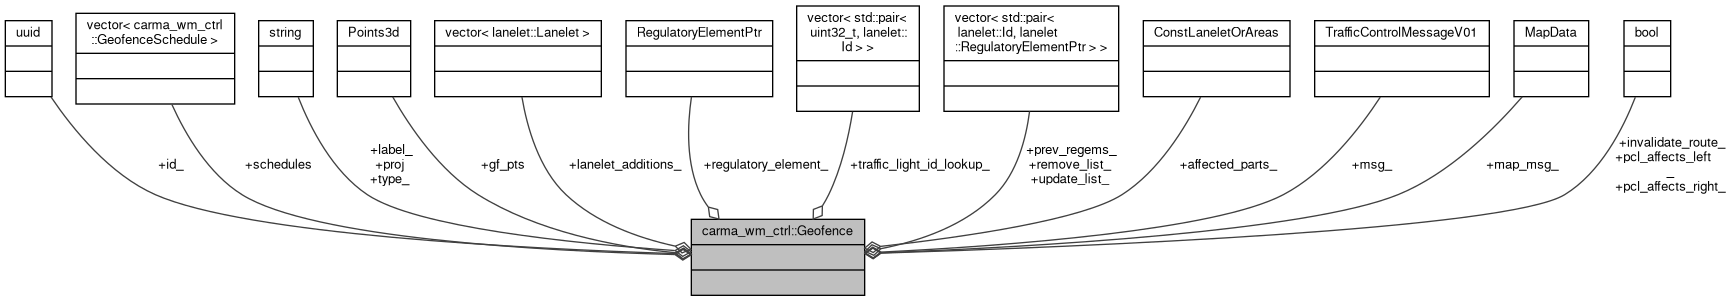 uuid
vector< carma_wm_ctrl
::GeofenceSchedule >
string
Points3d
vector< lanelet::Lanelet >
RegulatoryElementPtr
vector< std::pair<
uint32_t, lanelet::
Id > >
vector< std::pair<
lanelet::Id, lanelet
::RegulatoryElementPtr > >
ConstLaneletOrAreas
TrafficControlMessageV01
MapData
bool
+id_
+schedules
+label_
+proj
+type_
+gf_pts
+lanelet_additions_
+regulatory_element_
+traffic_light_id_lookup_
+prev_regems_
+remove_list_
+update_list_
+affected_parts_
+msg_
+map_msg_
+invalidate_route_
+pcl_affects_left
_
+pcl_affects_right_
carma_wm_ctrl::Geofence